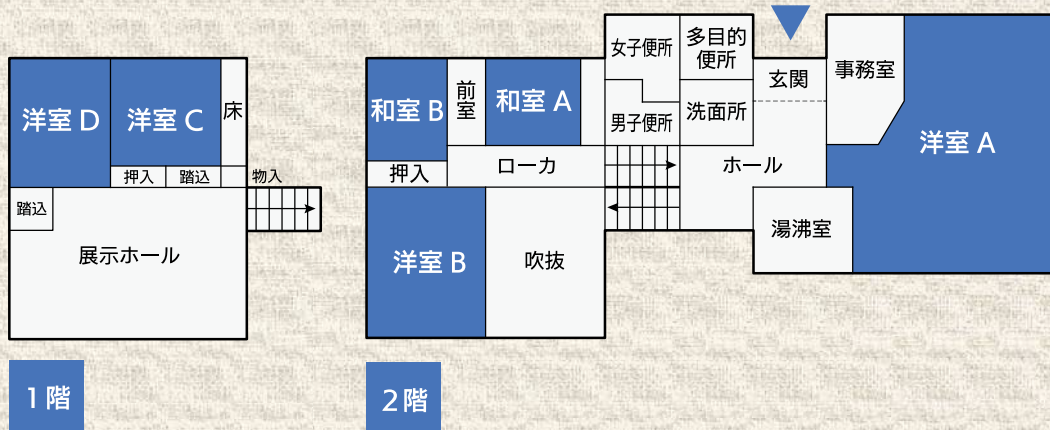 洋室 D
洋室 C
床
押入
踏込
物入
踏込
展示ホール
1階
和室 B
前室
和室 A
押入
ローカ
洋室 B
吹抜
女子便所
男子便所
多目的
便所
洗面所
玄関
ホール
事務室
洋室 A
湯沸室
2階